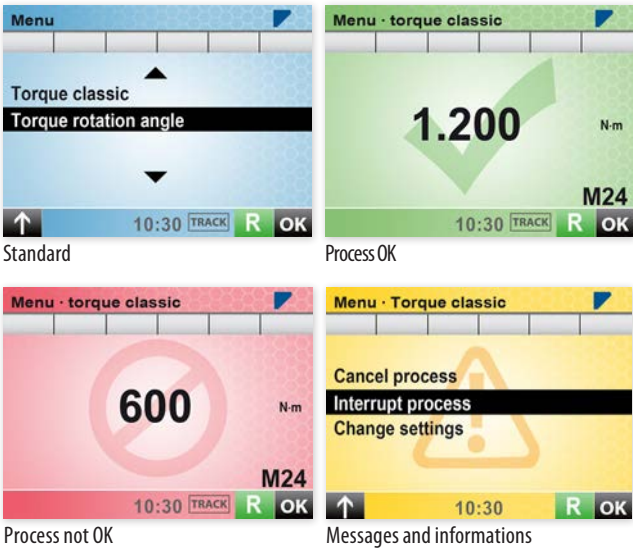 Menu
Torque classic
Torque rotation angle
10:30 TRACK R OK
Standard
Menu · torque classic
1.200 N·m
M24
10:30 TRACK R OK
Process OK
Menu · torque classic
600 N·m
M24
10:30 TRACK R OK
Process not OK
Menu · Torque classic
Cancel process
Interrupt process
Change settings
10:30 R OK
Messages and informations